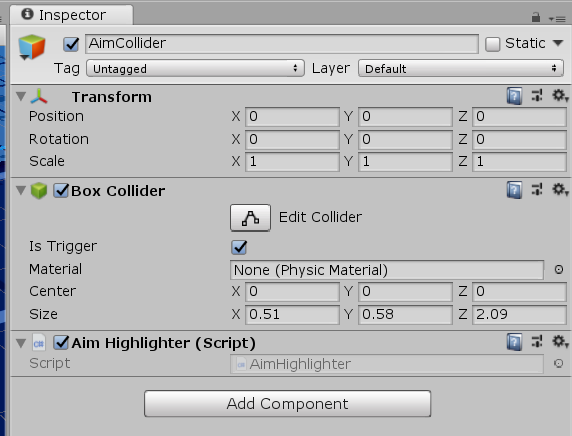 Inspector
AimCollider Static
Tag Untagged Layer Default
Transform
Position X 0 Y 0 Z 0
Rotation X 0 Y 0 Z 0
Scale X 1 Y 1 Z 1
Box Collider
Edit Collider
Is Trigger
Material None (Physic Material)
Center X 0 Y 0 Z 0
Size X 0.51 Y 0.58 Z 2.09
Aim Highlighter (Script)
Script AimHighlighter
Add Component